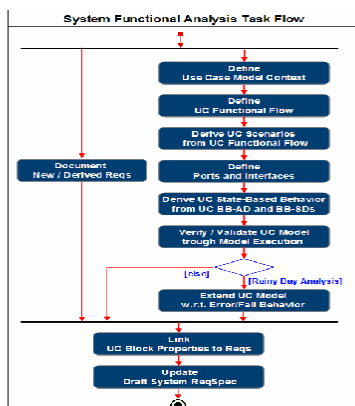 System Functional Analysis Task Flow
Define
Use Case Model Context
Define
UC Functional Flow
Derive UC Scenarios
from UC Functional Flow
Document
New / Derived Reqs
Define
Ports and Interfaces
Derive UC State-Based Behavior
from UC BB-AD and BB-SDs
Verify / Validate UC Model
trough Model Execution
[else]
[Rainy Day Analysis]
Extend UC Model
w.r.t. Error/Fail Behavior
Link
UC Block Properties to Reqs
Update
Draft System ReqSpec